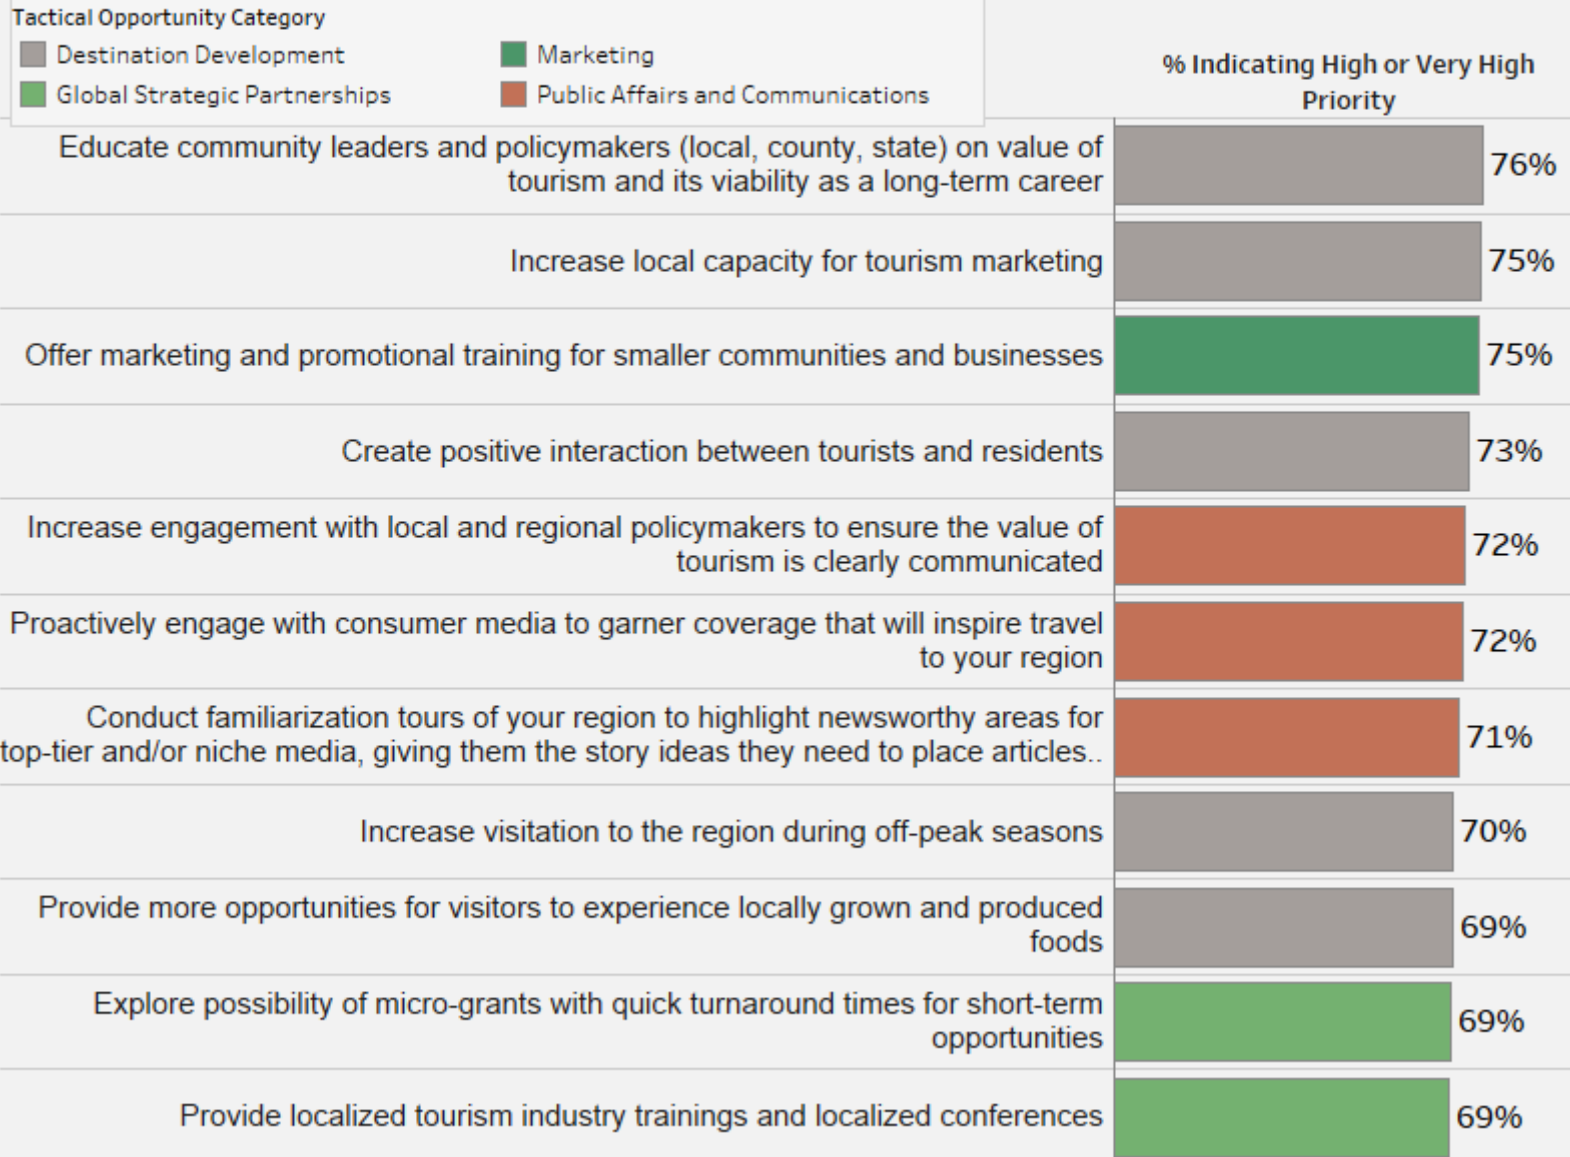 Tactical Opportunity Category
Destination Development
Marketing
Global Strategic Partnerships
Public Affairs and Communications
% Indicating High or Very High
Priority
Educate community leaders and policymakers (local, county, state) on value of
tourism and its viability as a long-term career
76%
Increase local capacity for tourism marketing
75%
Offer marketing and promotional training for smaller communities and businesses
75%
Create positive interaction between tourists and residents
73%
Increase engagement with local and regional policymakers to ensure the value of
tourism is clearly communicated
72%
Proactively engage with consumer media to garner coverage that will inspire travel
to your region
72%
Conduct familiarization tours of your region to highlight newsworthy areas for
top-tier and/or niche media, giving them the story ideas they need to place articles..
71%
Increase visitation to the region during off-peak seasons
70%
Provide more opportunities for visitors to experience locally grown and produced
foods
69%
Explore possibility of micro-grants with quick turnaround times for short-term
opportunities
69%
Provide localized tourism industry trainings and localized conferences
69%